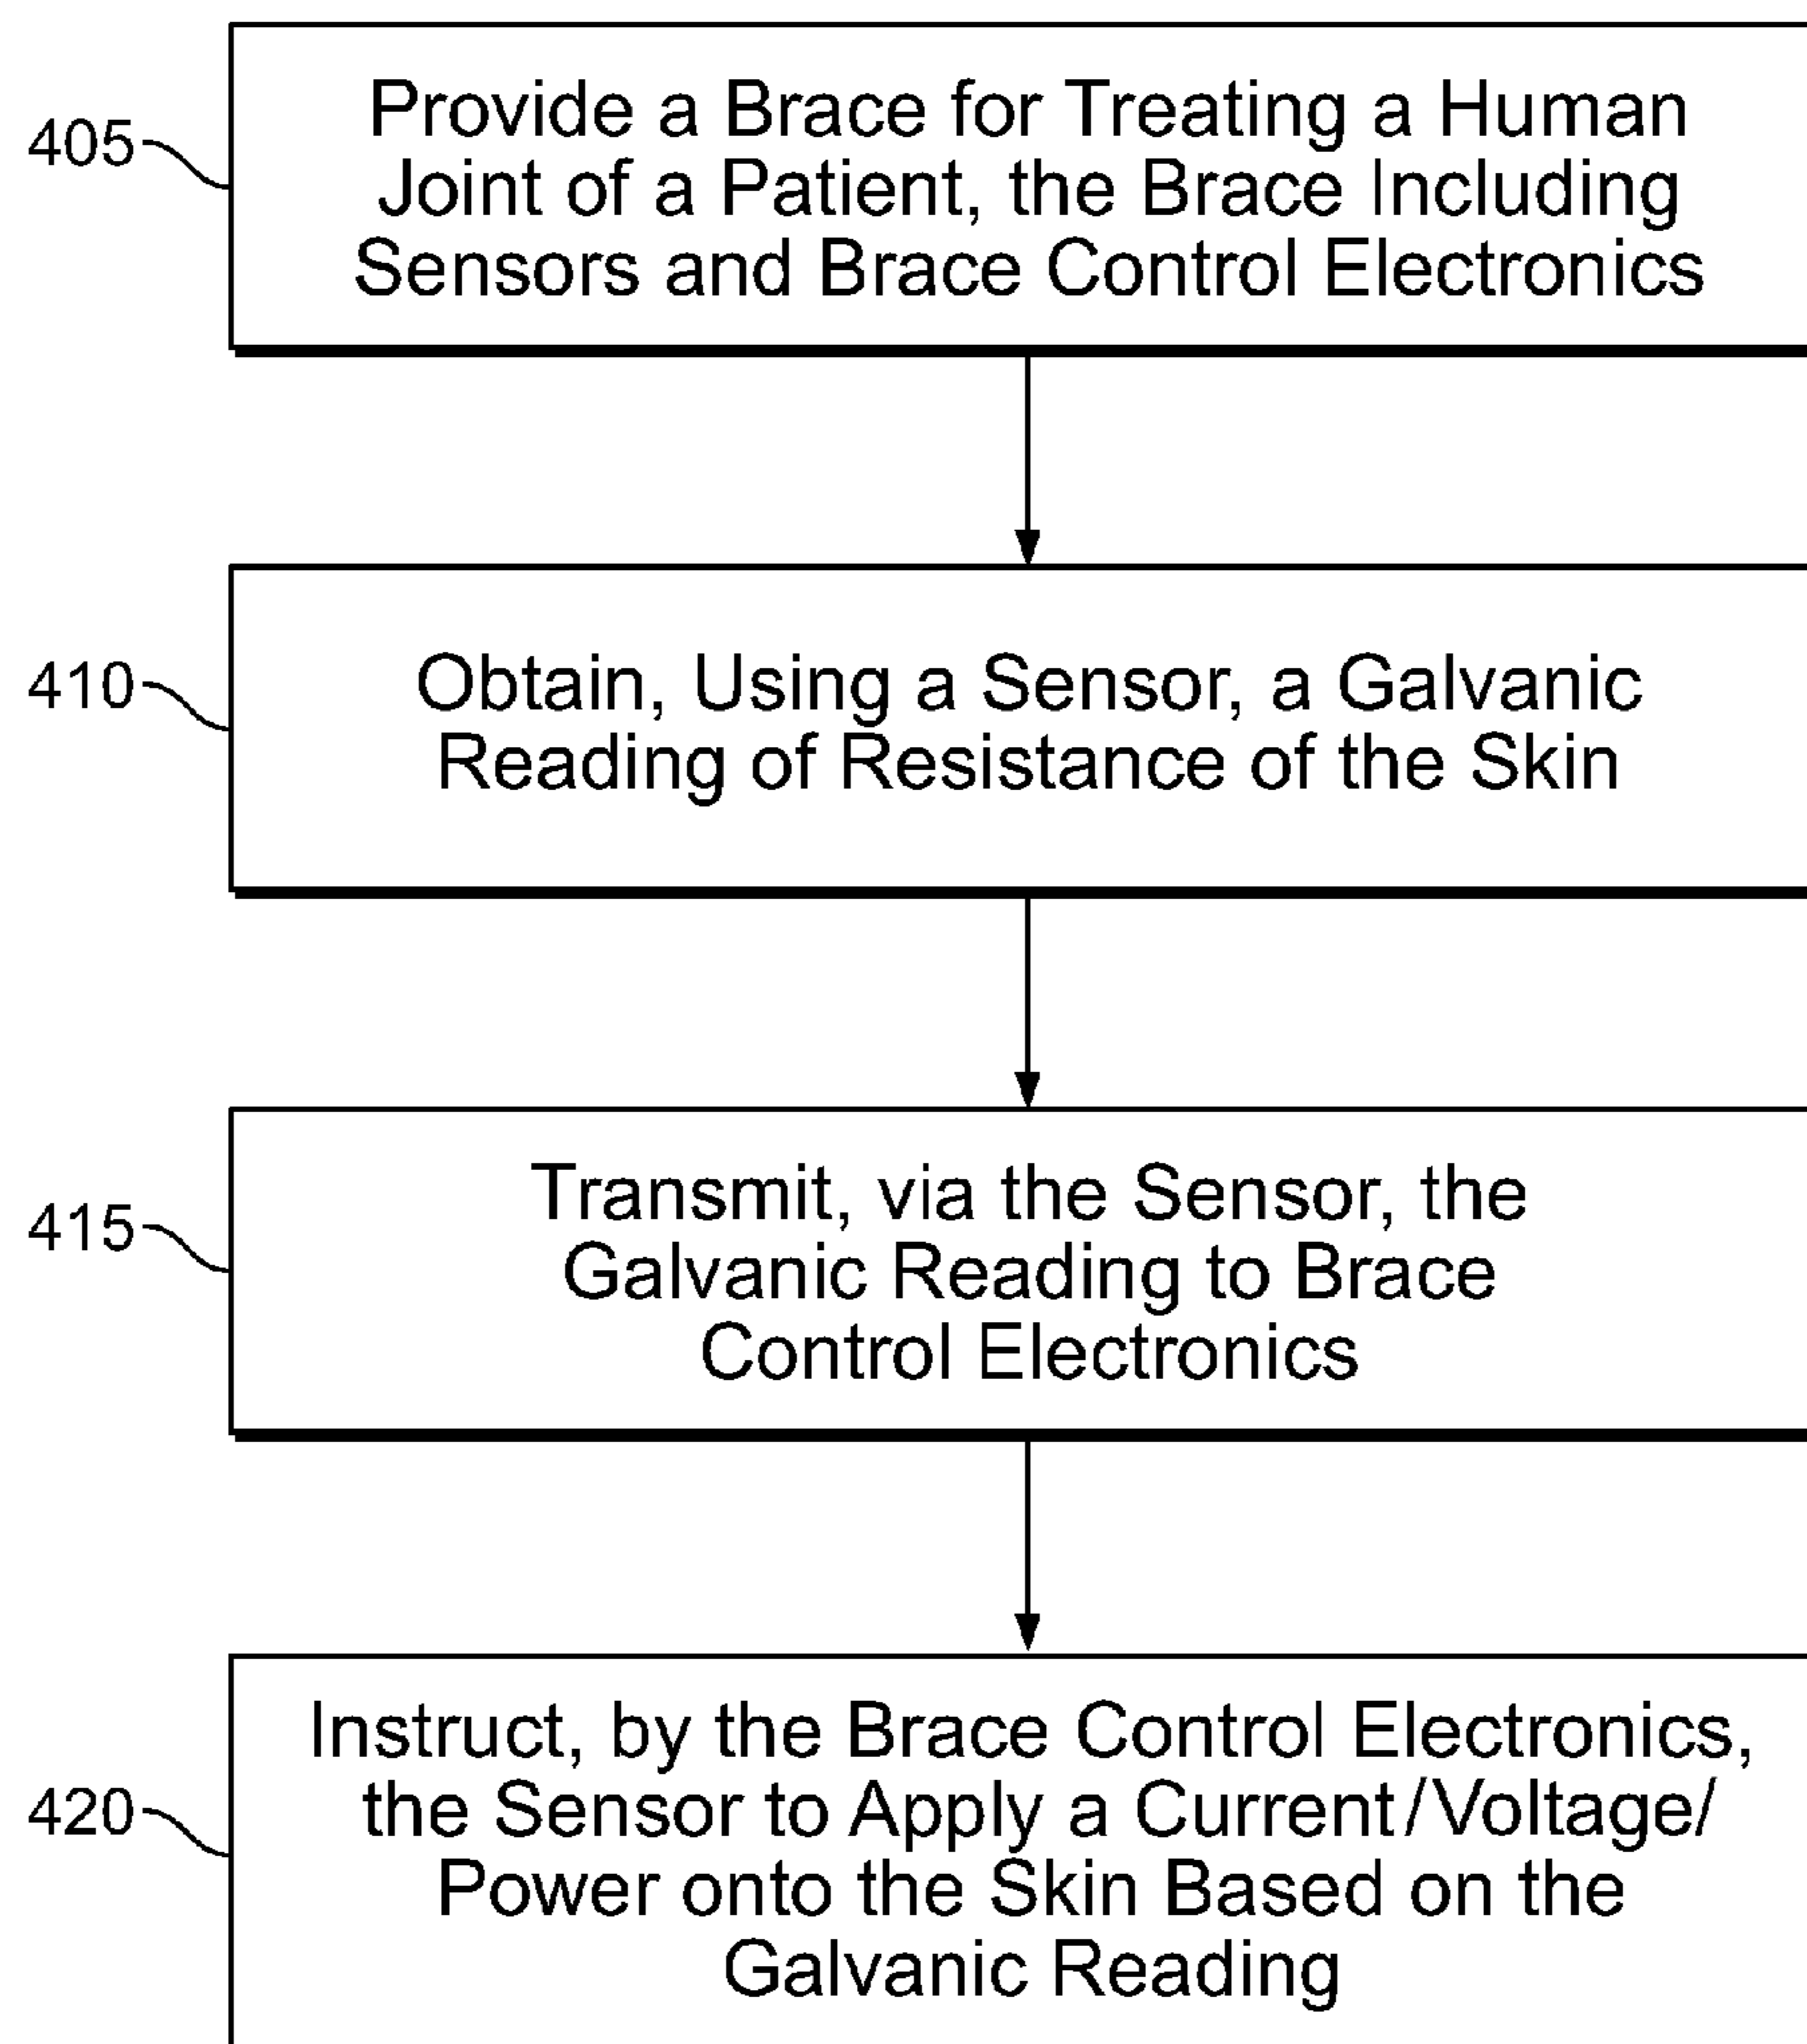 405
Provide a Brace for Treating a Human
Joint of a Patient, the Brace Including
Sensors and Brace Control Electronics
410
Obtain, Using a Sensor, a Galvanic
Reading of Resistance of the Skin
415
Transmit, via the Sensor, the
Galvanic Reading to Brace
Control Electronics
420
Instruct, by the Brace Control Electronics,
the Sensor to Apply a Current/Voltage/
Power onto the Skin Based on the
Galvanic Reading